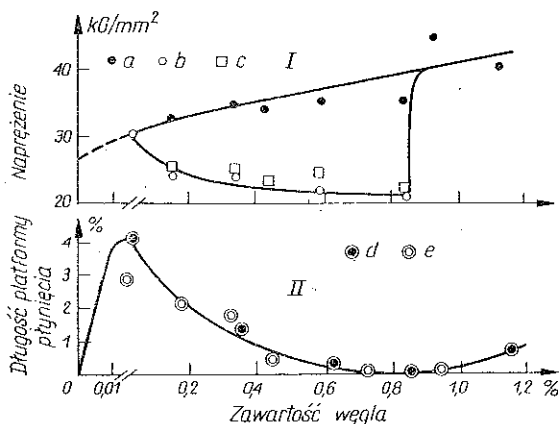 kG/mm²
a b c I
40
30
20
Naprężenie
%
4
3
2
1
0
d e
II
Długość platformy
płynięcia
0,01 0,2 0,4 0,6 0,8 1,0 1,2 %
Zawartość węgla